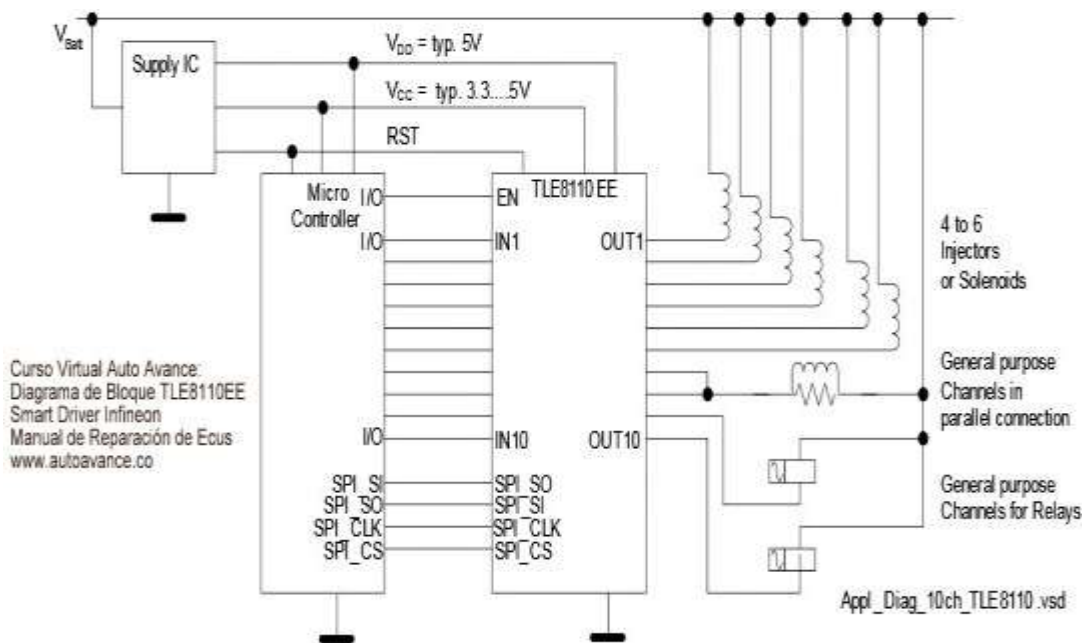 V_Batt
Supply IC
V_DD = typ. 5V
V_CC = typ. 3.3....5V
RST
Micro
Controller
I/O
I/O
I/O
SPI_SI
SPI_SO
SPI_CLK
SPI_CS
TLE8110 EE
EN
IN1
IN10
SPI_SO
SPI_SI
SPI_CLK
SPI_CS
OUT1
OUT10
4 to 6
Injectors
or Solenoids
General purpose
Channels in
parallel connection
General purpose
Channels for Relays
Curso Virtual Auto Avance:
Diagrama de Bloque TLE8110EE
Smart Driver Infineon
Manual de Reparación de Ecus
www.autoavance.co
Appl_Diag_10ch_TLE8110.vsd